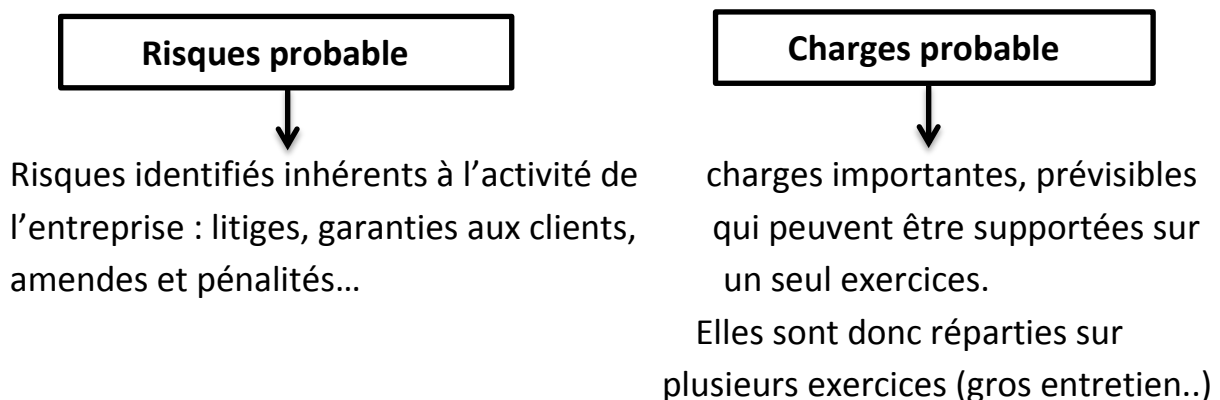 Risques probable
Risques identifiés inhérents à l’activité de
l’entreprise : litiges, garanties aux clients,
amendes et pénalités…
Charges probable
charges importantes, prévisibles
qui peuvent être supportées sur
un seul exercices.
Elles sont donc réparties sur
plusieurs exercices (gros entretien..)